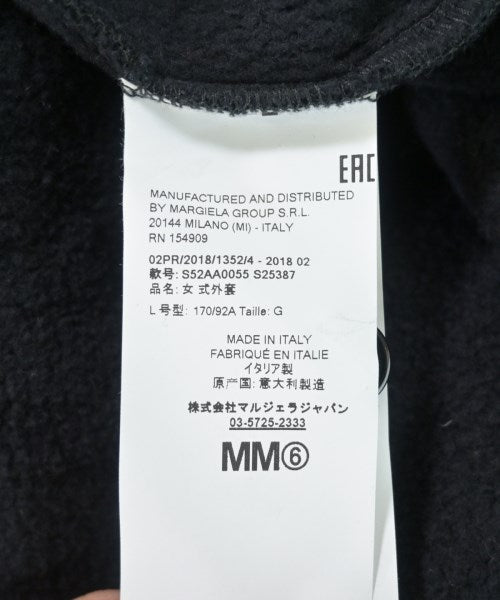 EAC
MANUFACTURED AND DISTRIBUTED
BY MARGIELA GROUP S.R.L.
20144 MILANO (MI) - ITALY
RN 154909
02PR/2018/1352/4 - 2018 02
款号: S52AA0055 S25387
品名: 女 式外套
L 号型: 170/92A Taille: G
MADE IN ITALY
FABRIQUÉ EN ITALIE
イタリア製
原产国: 意大利製造
株式会社マルジェラジャパン
03-5725-2333
MM⑥